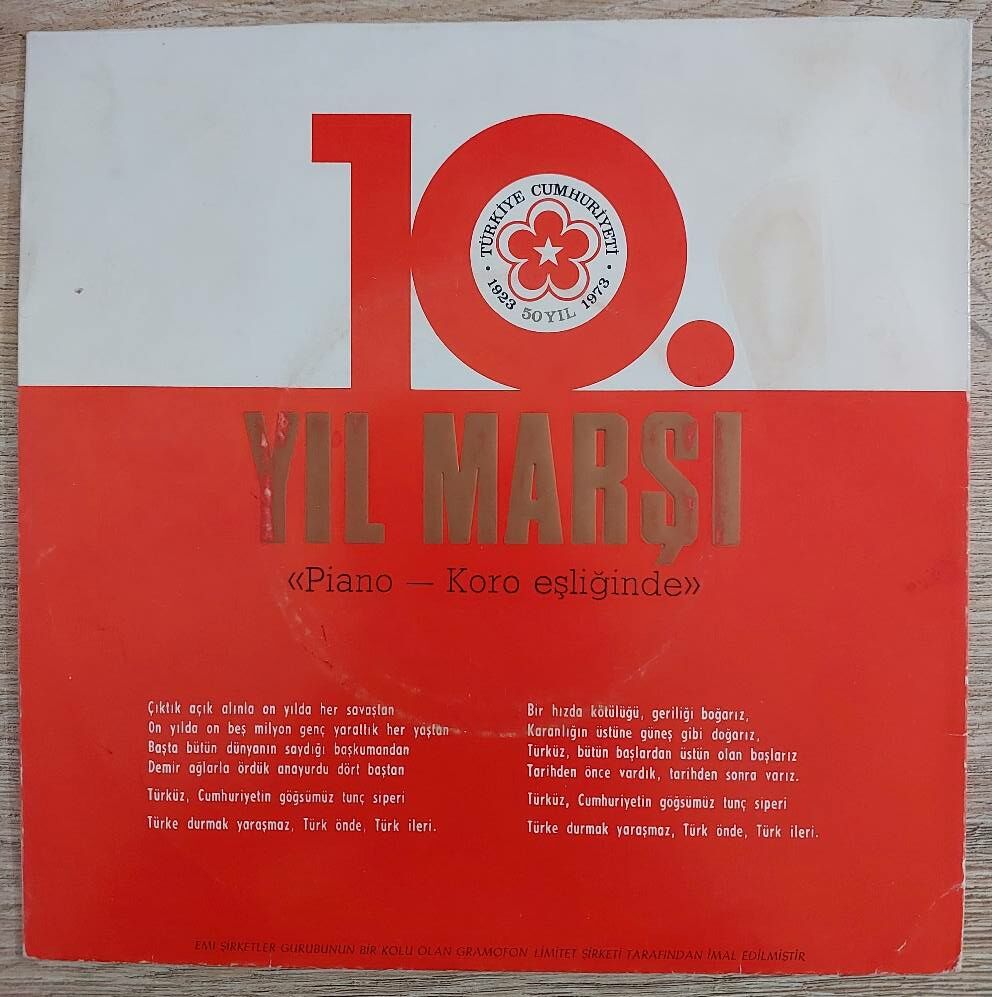 10.
TÜRKİYE CUMHURİYETİ
• 1923 50 YIL 1973 •
YIL MARŞI
«Piano — Koro eşliğinde»
Çıktık açık alınla on yılda her savaştan
On yılda on beş milyon genç yarattık her yaştan
Başta bütün dünyanın saydığı başkumandan
Demir ağlarla ördük anayurdu dört baştan
Türküz, Cumhuriyetin göğsümüz tunç siperi
Türke durmak yaraşmaz, Türk önde, Türk ileri.
Bir hızda kötülüğü, geriliği boğarız,
Karanlığın üstüne güneş gibi doğarız,
Türküz, bütün başlardan üstün olan başlarız
Tarihden önce vardık, tarihden sonra varız.
Türküz, Cumhuriyetin göğsümüz tunç siperi
Türke durmak yaraşmaz, Türk önde, Türk ileri.
EMI ŞİRKETLER GURUBUNUN BİR KOLU OLAN GRAMOFON LİMİTET ŞİRKETİ TARAFINDAN İMAL EDİLMİŞTİR